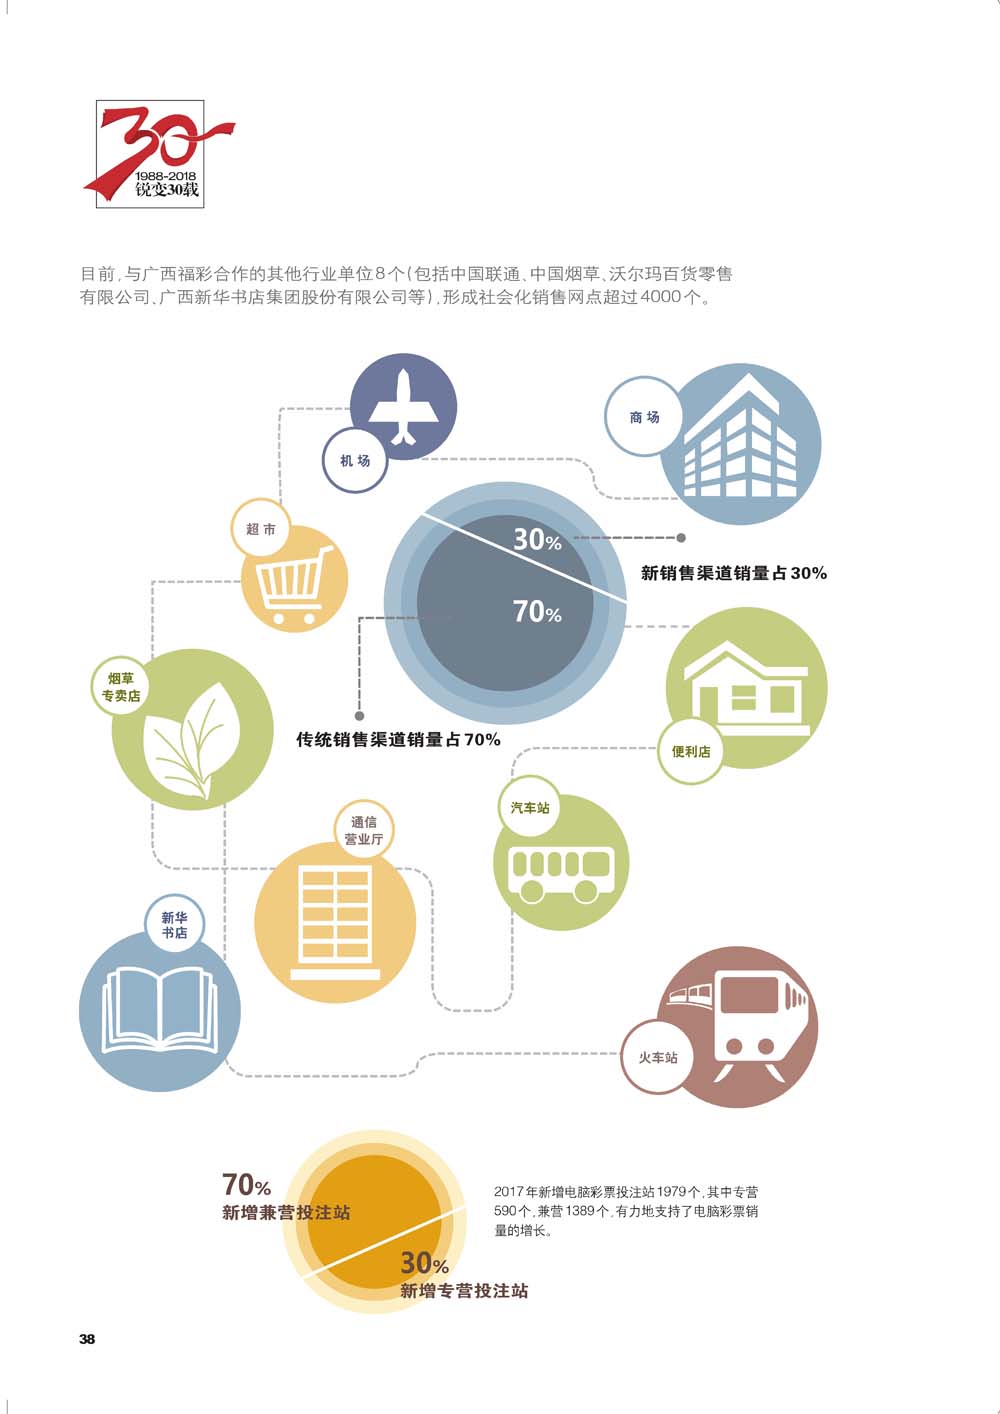 30
1988-2018
锐变30载
目前，与广西福彩合作的其他行业单位8个（包括中国联通、中国烟草、沃尔玛百货零售
有限公司、广西新华书店集团股份有限公司等），形成社会化销售网点超过4000个。
机场
商场
超市
30%
新销售渠道销量占30%
70%
烟草
专卖店
传统销售渠道销量占70%
便利店
汽车站
通信
营业厅
新华
书店
火车站
70%
新增兼营投注站
30%
新增专营投注站
2017年新增电脑彩票投注站1979个，其中专营
590个，兼营1389个，有力地支持了电脑彩票销
量的增长。
38